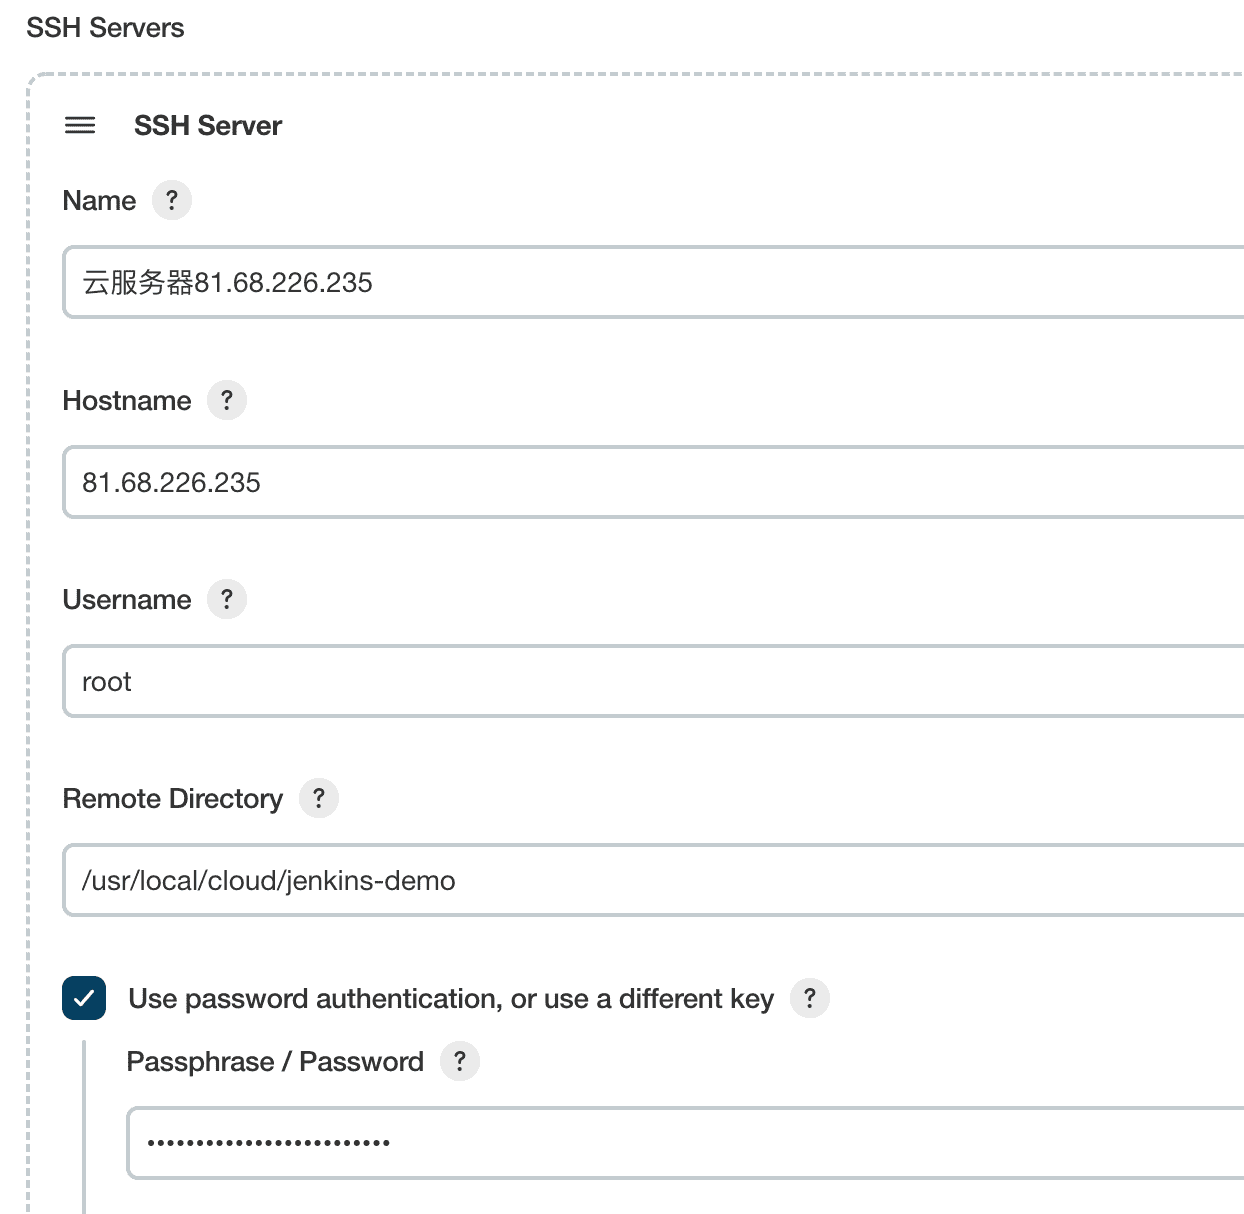 SSH Servers
SSH Server
Name ?
云服务器81.68.226.235
Hostname ?
81.68.226.235
Username ?
root
Remote Directory ?
/usr/local/cloud/jenkins-demo
Use password authentication, or use a different key ?
Passphrase / Password ?
•••••••••••••••••••••••••